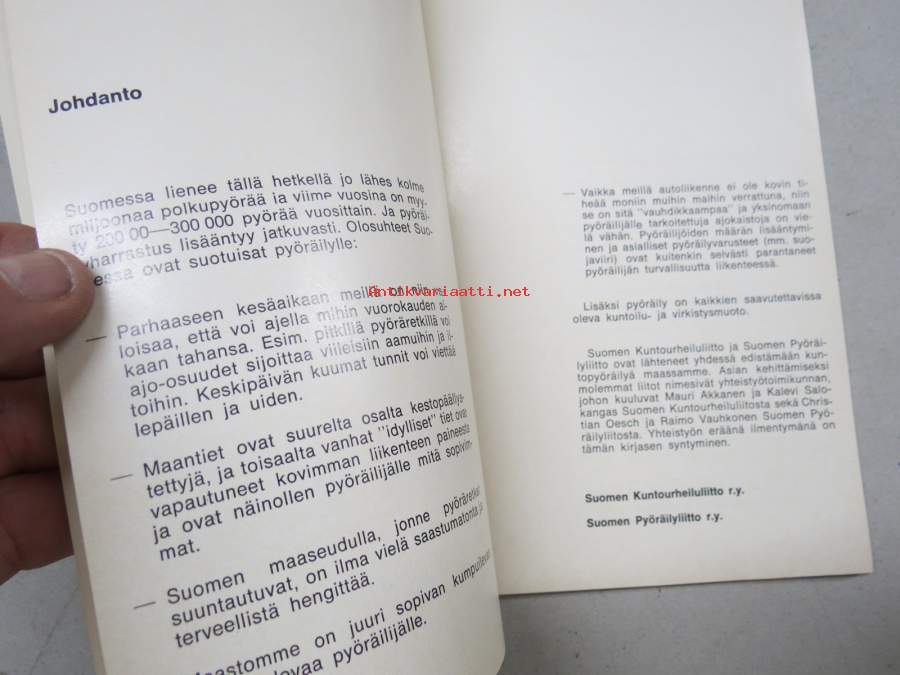 Johdanto
Suomessa lienee tällä hetkellä jo lähes kolme
miljoonaa polkupyörää ja viime vuosina on myy-
ty 200 00—300 000 pyörää vuosittain. Ja pyöräi-
yharrastus lisääntyy jatkuvasti. Olosuhteet Suo-
essa ovat suotuisat pyöräilylle:
— Parhaaseen kesäaikaan meillä on niin
loisaa, että voi ajella mihin vuorokauden ai-
kaan tahansa. Esim. pitkillä pyöräretkillä voi
ajo-osuudet sijoittaa viileisiin aamuihin ja il-
toihin. Keskipäivän kuumat tunnit voi viettää
lepäillen ja uiden.
— Maantiet ovat suurelta osalta kestopäällys-
tettyjä, ja toisaalta vanhat "idylliset" tiet ovat
vapautuneet kovimman liikenteen paineesta
ja ovat näinollen pyöräilijälle mitä sopivim-
mat.
— Suomen maaseudulla, jonne pyöräretket
suuntautuvat, on ilma vielä saastumatonta ja
terveellistä hengittää.
aastomme on juuri sopivan kumpuilevaa
pyöräilijälle.
— Vaikka meillä autoliikenne ei ole kovin ti-
heää moniin muihin maihin verrattuna, niin
se on sitä "vauhdikkaampaa" ja yksinomaan
pyöräilijälle tarkoitettuja ajokaistoja on vie-
lä vähän. Pyöräilijöiden määrän lisääntymi-
nen ja asialliset pyöräilyvarusteet (mm. suo-
javiiri) ovat kuitenkin selvästi parantaneet
pyöräilijän turvallisuutta liikenteessä.
Lisäksi pyöräily on kaikkien saavutettavissa
oleva kuntoilu- ja virkistysmuoto.
Suomen Kuntourheiluliitto ja Suomen Pyöräi-
lyliitto ovat lähteneet yhdessä edistämään kun-
topyöräilyä maassamme. Asian kehittämiseksi
molemmat liitot nimesivät yhteistyötoimikunnan,
johon kuuluvat Mauri Akkanen ja Kalevi Salo-
kangas Suomen Kuntourheiluliitosta sekä Chris-
tian Oesch ja Raimo Vauhkonen Suomen Pyö-
räilyliitosta. Yhteistyön eräänä ilmentymänä on
tämän kirjasen syntyminen.
Suomen Kuntourheiluliitto r.y.
Suomen Pyöräilyliitto r.y.
Antikvariaatti.net